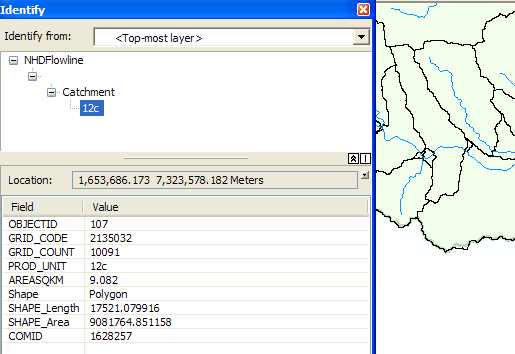 Identify
Identify from: <Top-most layer>
NHDFlowline
Catchment
12c
Location: 1,653,686.173 7,323,578.182 Meters
Field Value
OBJECTID 107
GRID_CODE 2135032
GRID_COUNT 10091
PROD_UNIT 12c
AREASQKM 9.082
Shape Polygon
SHAPE_Length 17521.079916
SHAPE_Area 9081764.851158
COMID 1628257